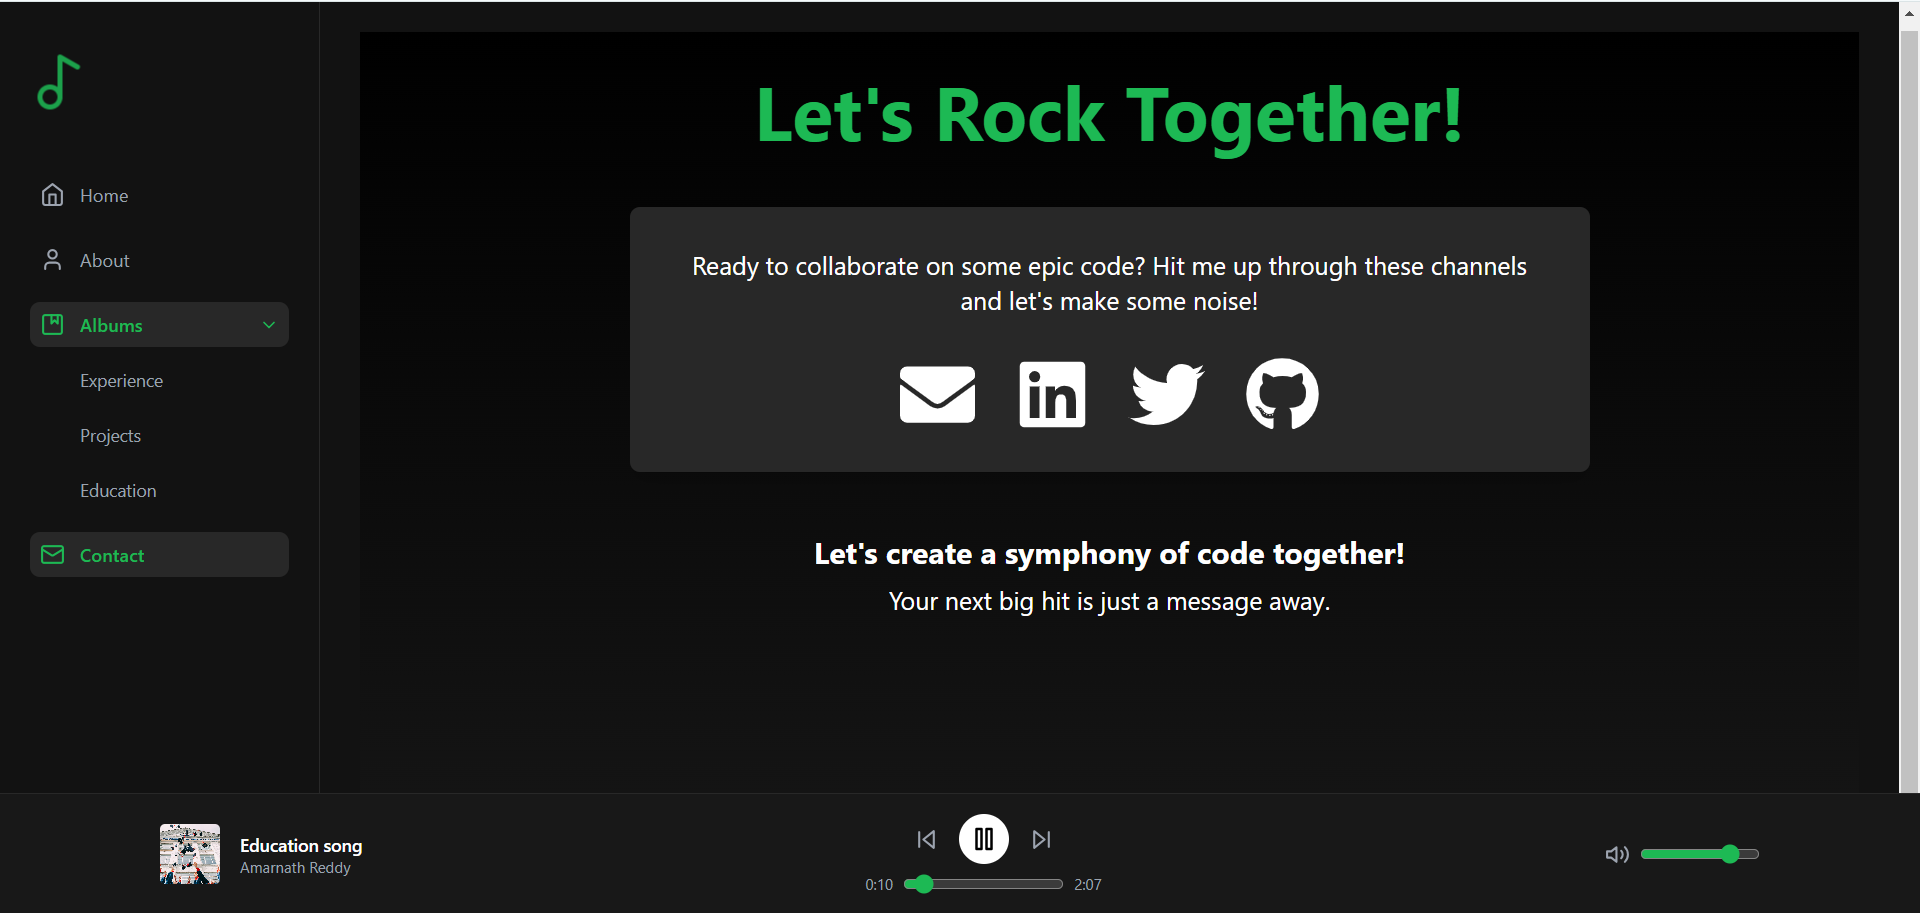 Home
About
Albums
Experience
Projects
Education
Contact
Let's Rock Together!
Ready to collaborate on some epic code? Hit me up through these channels
and let's make some noise!
in
Let's create a symphony of code together!
Your next big hit is just a message away.
Education song
Amarnath Reddy
0:10
2:07